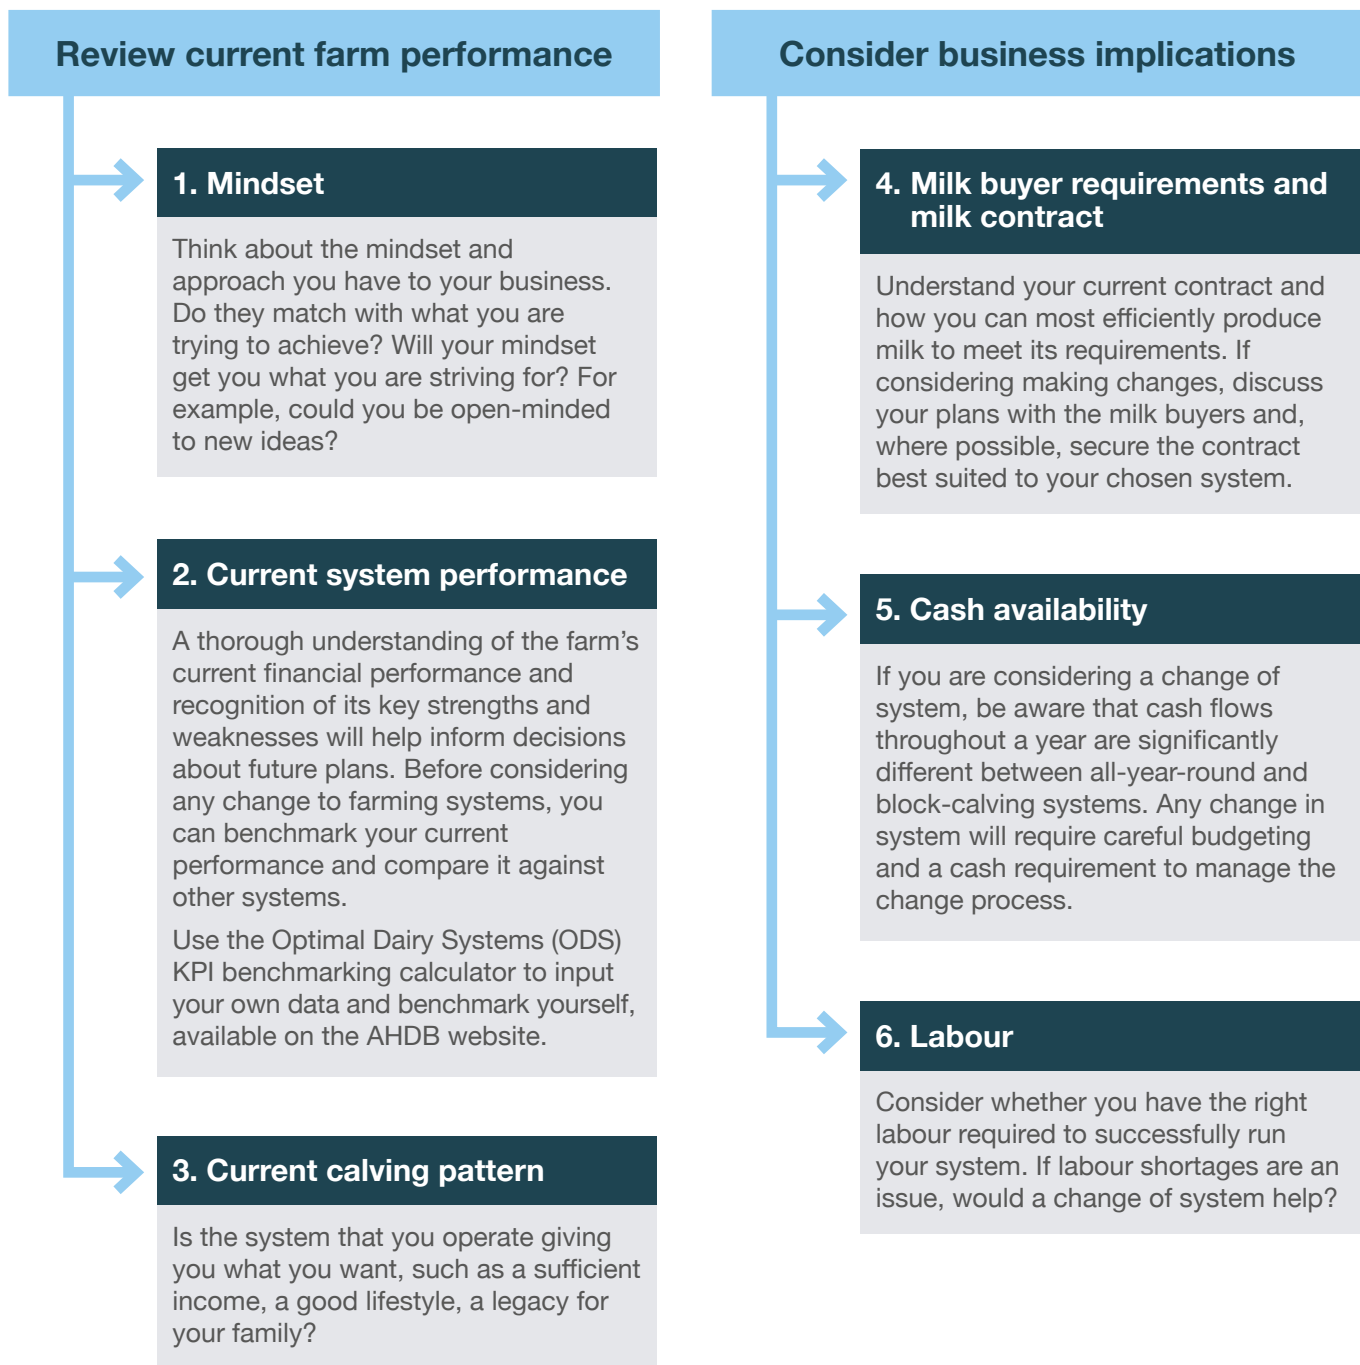 Review current farm performance
1. Mindset
Think about the mindset and
approach you have to your business.
Do they match with what you are
trying to achieve? Will your mindset
get you what you are striving for? For
example, could you be open-minded
to new ideas?
2. Current system performance
A thorough understanding of the farm’s
current financial performance and
recognition of its key strengths and
weaknesses will help inform decisions
about future plans. Before considering
any change to farming systems, you
can benchmark your current
performance and compare it against
other systems.
Use the Optimal Dairy Systems (ODS)
KPI benchmarking calculator to input
your own data and benchmark yourself,
available on the AHDB website.
3. Current calving pattern
Is the system that you operate giving
you what you want, such as a sufficient
income, a good lifestyle, a legacy for
your family?
Consider business implications
4. Milk buyer requirements and
milk contract
Understand your current contract and
how you can most efficiently produce
milk to meet its requirements. If
considering making changes, discuss
your plans with the milk buyers and,
where possible, secure the contract
best suited to your chosen system.
5. Cash availability
If you are considering a change of
system, be aware that cash flows
throughout a year are significantly
different between all-year-round and
block-calving systems. Any change in
system will require careful budgeting
and a cash requirement to manage the
change process.
6. Labour
Consider whether you have the right
labour required to successfully run
your system. If labour shortages are an
issue, would a change of system help?